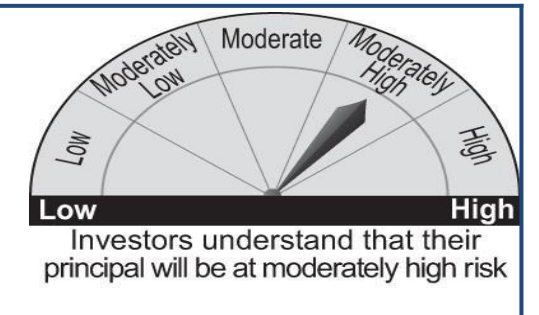 Low
Moderately
Low
Moderate
Moderately
High
High
Low High
Investors understand that their
principal will be at moderately high risk